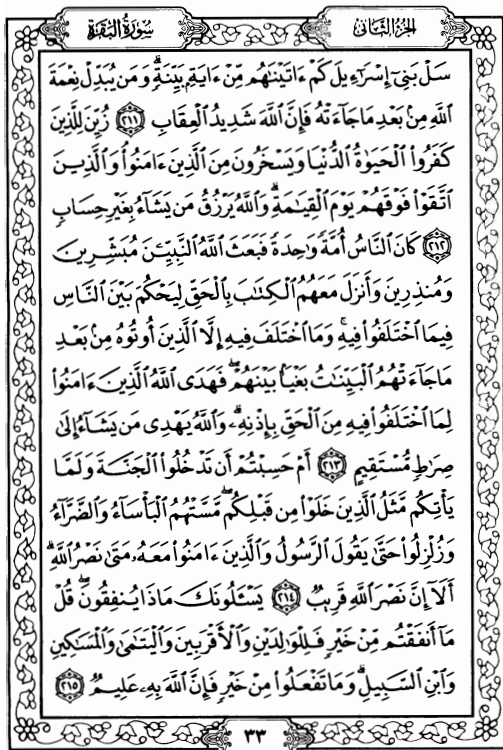 الجزء الثاني
سورة البقرة
سَلْ بَنِىٓ إِسْرَٰٓءِيلَ كَمْ ءَاتَيْنَٰهُم مِّنْ ءَايَةٍۭ بَيِّنَةٍۗ وَمَن يُبَدِّلْ نِعْمَةَ
ٱللَّهِ مِنۢ بَعْدِ مَا جَآءَتْهُ فَإِنَّ ٱللَّهَ شَدِيدُ ٱلْعِقَابِ ٢١١ زُيِّنَ لِلَّذِينَ
كَفَرُوا۟ ٱلْحَيَوٰةُ ٱلدُّنْيَا وَيَسْخَرُونَ مِنَ ٱلَّذِينَ ءَامَنُوا۟ۘ وَٱلَّذِينَ
ٱتَّقَوْا۟ فَوْقَهُمْ يَوْمَ ٱلْقِيَٰمَةِۗ وَٱللَّهُ يَرْزُقُ مَن يَشَآءُ بِغَيْرِ حِسَابٍ
٢١٢ كَانَ ٱلنَّاسُ أُمَّةً وَٰحِدَةً فَبَعَثَ ٱللَّهُ ٱلنَّبِيِّـۧنَ مُبَشِّرِينَ
وَمُنذِرِينَ وَأَنزَلَ مَعَهُمُ ٱلْكِتَٰبَ بِٱلْحَقِّ لِيَحْكُمَ بَيْنَ ٱلنَّاسِ
فِيمَا ٱخْتَلَفُوا۟ فِيهِۚ وَمَا ٱخْتَلَفَ فِيهِ إِلَّا ٱلَّذِينَ أُوتُوهُ مِنۢ بَعْدِ
مَا جَآءَتْهُمُ ٱلْبَيِّنَٰتُ بَغْيًۢا بَيْنَهُمْۖ فَهَدَى ٱللَّهُ ٱلَّذِينَ ءَامَنُوا۟
لِمَا ٱخْتَلَفُوا۟ فِيهِ مِنَ ٱلْحَقِّ بِإِذْنِهِۦۗ وَٱللَّهُ يَهْدِى مَن يَشَآءُ إِلَىٰ
صِرَٰطٍ مُّسْتَقِيمٍ ٢١٣ أَمْ حَسِبْتُمْ أَن تَدْخُلُوا۟ ٱلْجَنَّةَ وَلَمَّا
يَأْتِكُم مَّثَلُ ٱلَّذِينَ خَلَوْا۟ مِن قَبْلِكُمۖ مَّسَّتْهُمُ ٱلْبَأْسَآءُ وَٱلضَّرَّآءُ
وَزُلْزِلُوا۟ حَتَّىٰ يَقُولَ ٱلرَّسُولُ وَٱلَّذِينَ ءَامَنُوا۟ مَعَهُۥ مَتَىٰ نَصْرُ ٱللَّهِۗ
أَلَآ إِنَّ نَصْرَ ٱللَّهِ قَرِيبٌ ٢١٤ يَسْـَٔلُونَكَ مَاذَا يُنفِقُونَۖ قُلْ
مَآ أَنفَقْتُم مِّنْ خَيْرٍ فَلِلْوَٰلِدَيْنِ وَٱلْأَقْرَبِينَ وَٱلْيَتَٰمَىٰ وَٱلْمَسَٰكِينِ
وَٱبْنِ ٱلسَّبِيلِۗ وَمَا تَفْعَلُوا۟ مِنْ خَيْرٍ فَإِنَّ ٱللَّهَ بِهِۦ عَلِيمٌ ٢١٥
٣٣